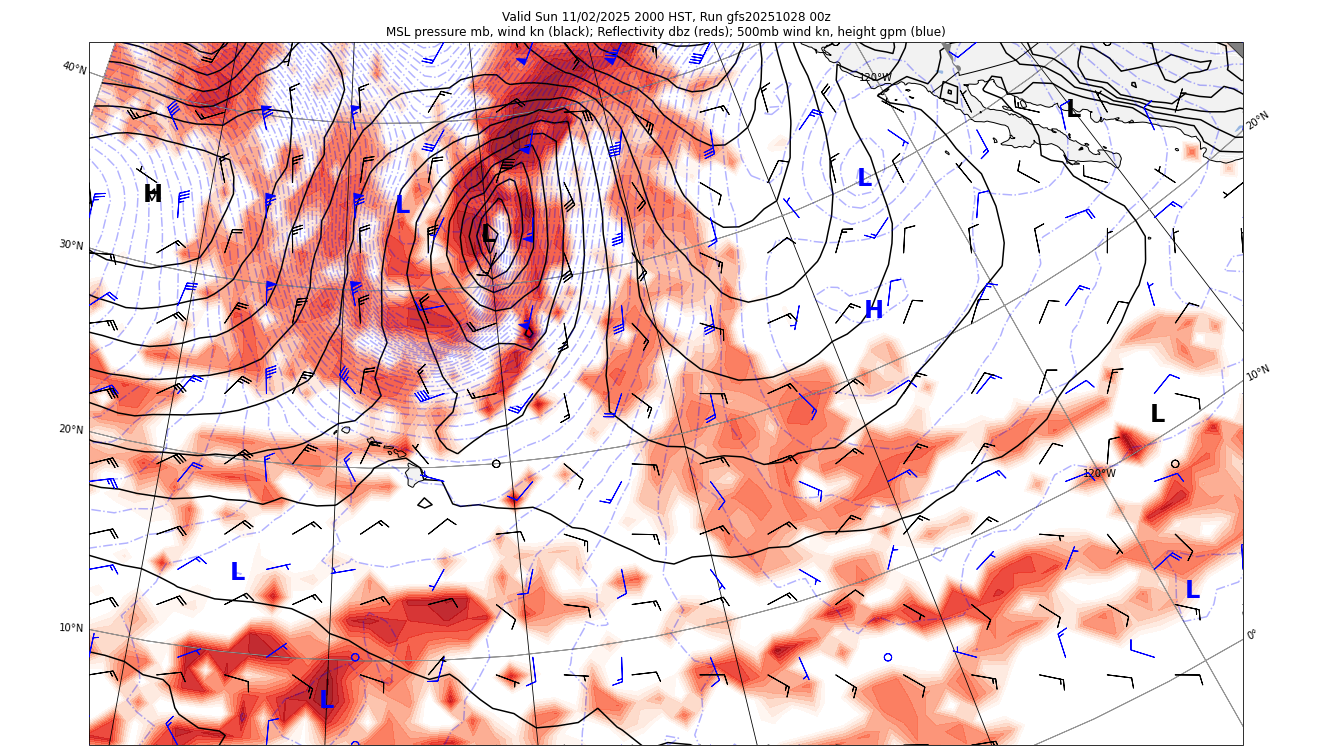 Valid Sun 11/02/2025 2000 HST, Run gfs20251028 00z
MSL pressure mb, wind kn (black); Reflectivity dbz (reds); 500mb wind kn, height gpm (blue)
40°N
120°W
20°N
L
H
L
L
L
30°N
H
10°N
L
20°N
120°W
L
L
10°N
0°
L